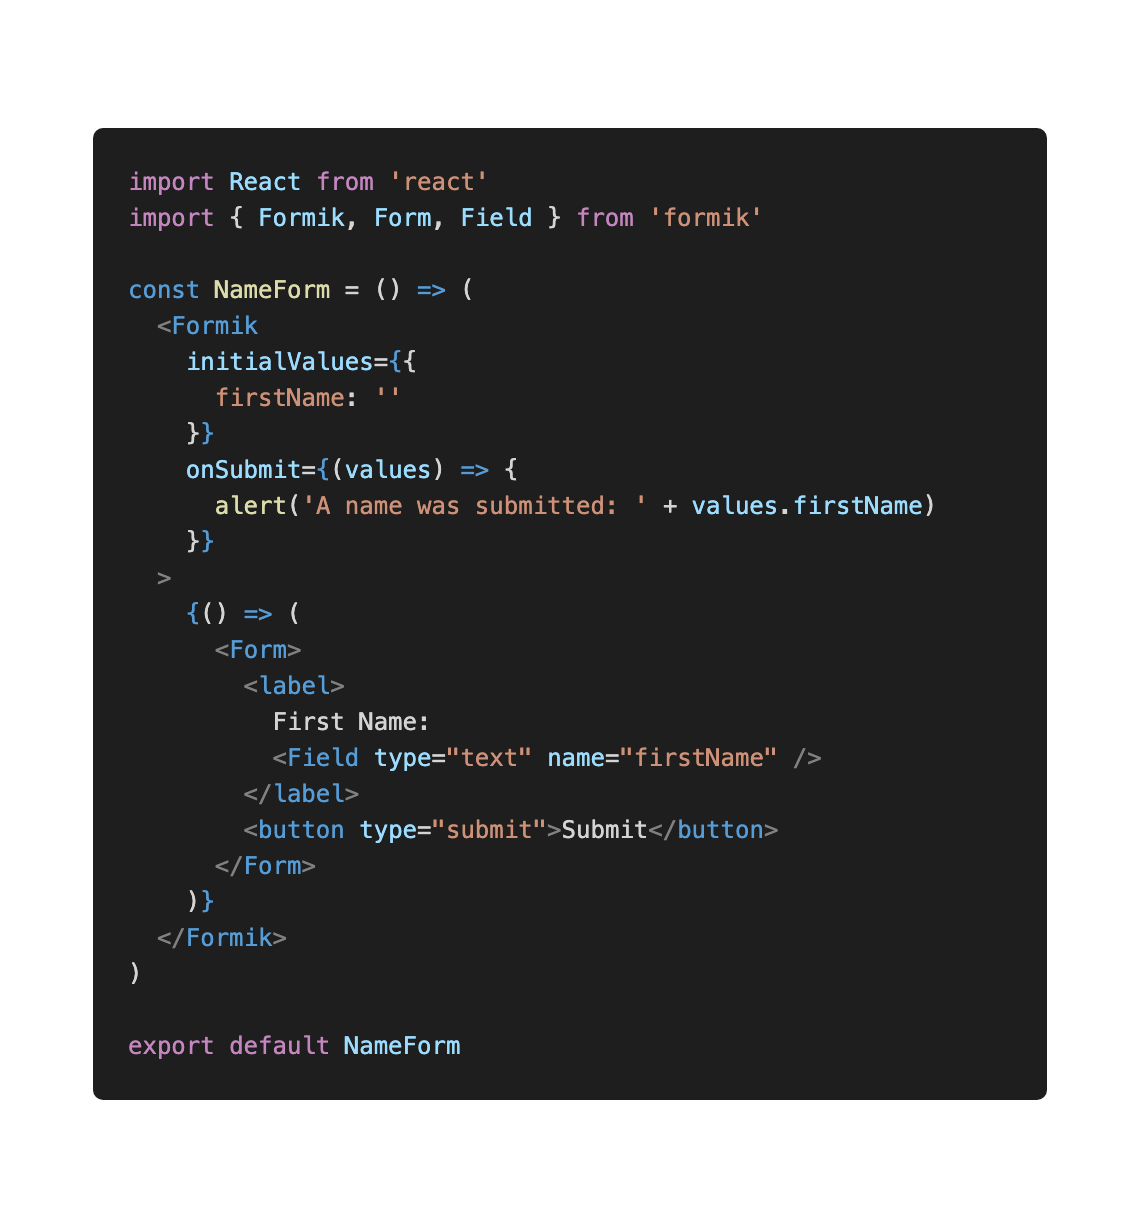 import React from 'react'
import { Formik, Form, Field } from 'formik'

const NameForm = () => (
  <Formik
    initialValues={{
      firstName: ''
    }}
    onSubmit={(values) => {
      alert('A name was submitted: ' + values.firstName)
    }}
  >
    {() => (
      <Form>
        <label>
          First Name:
          <Field type="text" name="firstName" />
        </label>
        <button type="submit">Submit</button>
      </Form>
    )}
  </Formik>
)

export default NameForm